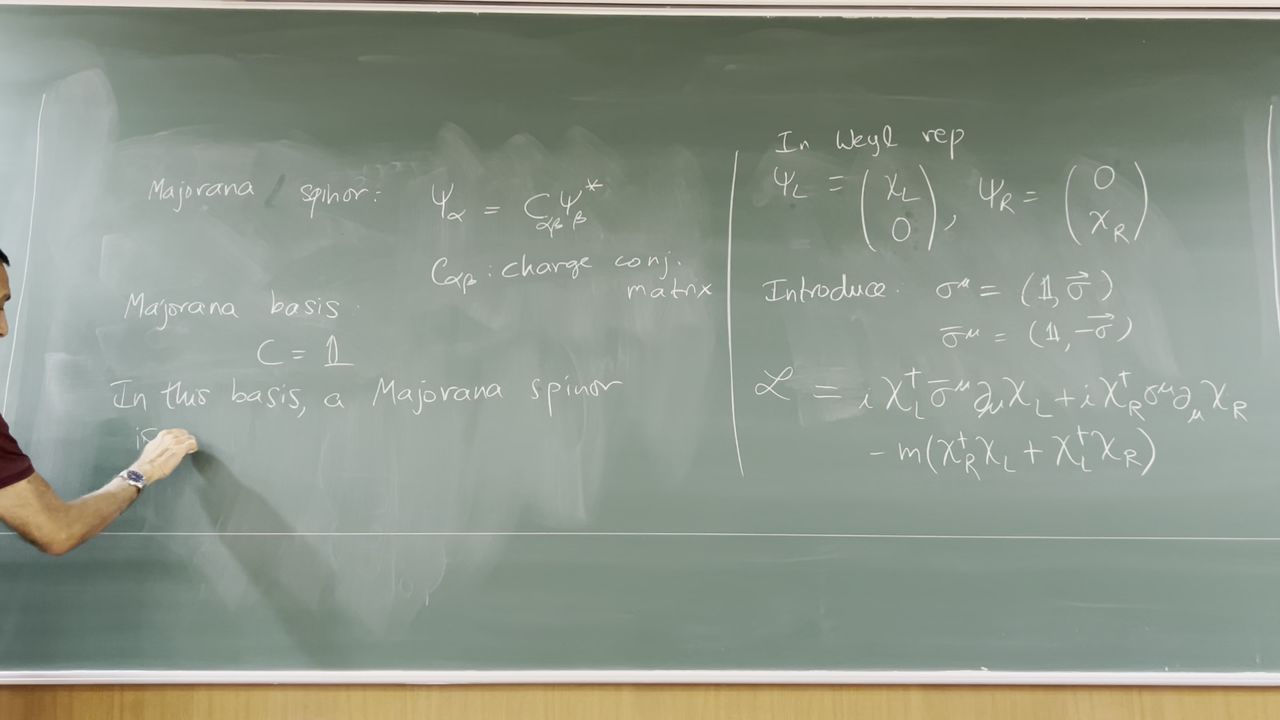 Majorana spinor: Ψ_α = C_αβ Ψ_β^*
C_αβ: charge conj. matrix
Majorana basis
C = 𝟙
In this basis, a Majorana spinor
is
In Weyl rep
Ψ_L = (χ_L 0), Ψ_R = (0 χ_R)
Introduce: σ^μ = (𝟙, σ⃗)
σ̄^μ = (𝟙, -σ⃗)
ℒ = i χ_L^† σ̄^μ ∂_μ χ_L + i χ_R^† σ^μ ∂_μ χ_R
- m(χ_R^† χ_L + χ_L^† χ_R)